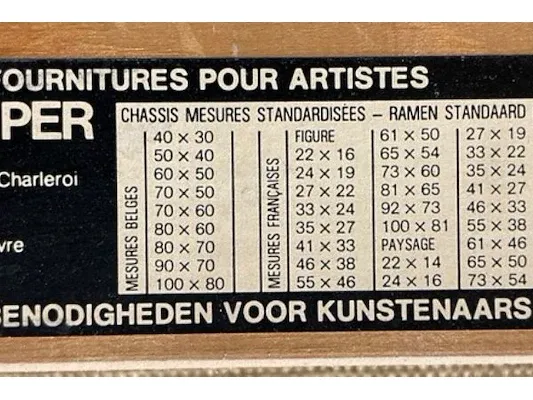 FOURNITURES POUR ARTISTES
PER
Charleroi
vre
CHASSIS MESURES STANDARDISÉES – RAMEN STANDAARD
MESURES BELGES
40 × 30
50 × 40
60 × 50
70 × 50
70 × 60
80 × 60
80 × 70
90 × 70
100 × 80
MESURES FRANÇAISES
FIGURE
22 × 16
24 × 19
27 × 22
33 × 24
35 × 27
41 × 33
46 × 38
55 × 46
61 × 50
65 × 54
73 × 60
81 × 65
92 × 73
100 × 81
PAYSAGE
22 × 14
24 × 16
27 × 19
33 × 22
35 × 24
41 × 27
46 × 33
55 × 38
61 × 46
65 × 50
73 × 54
BENODIGHEDEN VOOR KUNSTENAARS